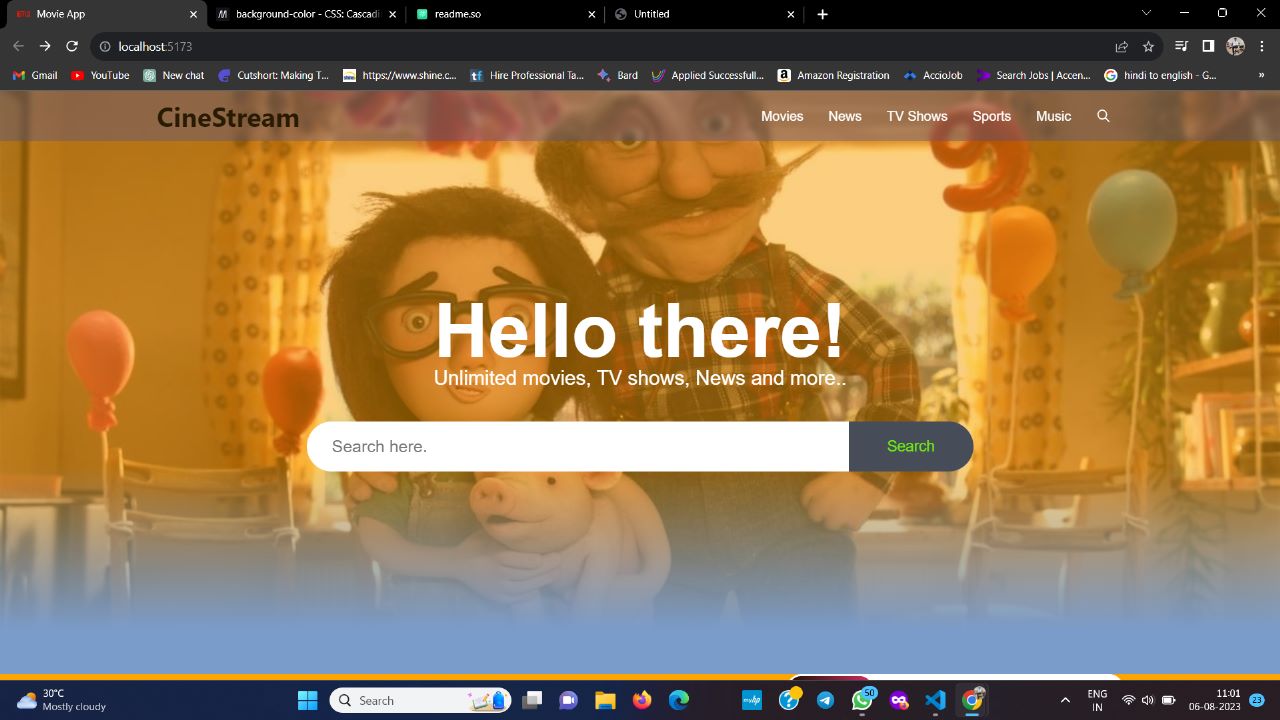 Movie App
background-color - CSS: Cascadi
readme.so
Untitled
localhost:5173
Gmail
YouTube
New chat
Cutshort: Making T...
https://www.shine.c...
Hire Professional Ta...
Bard
Applied Successfull...
Amazon Registration
AccioJob
Search Jobs | Accen...
hindi to english - G...
»
CineStream
Movies
News
TV Shows
Sports
Music
Hello there!
Unlimited movies, TV shows, News and more..
Search here.
Search
30°C
Mostly cloudy
Search
myhp
50
ENG
IN
11:01
06-08-2023
23